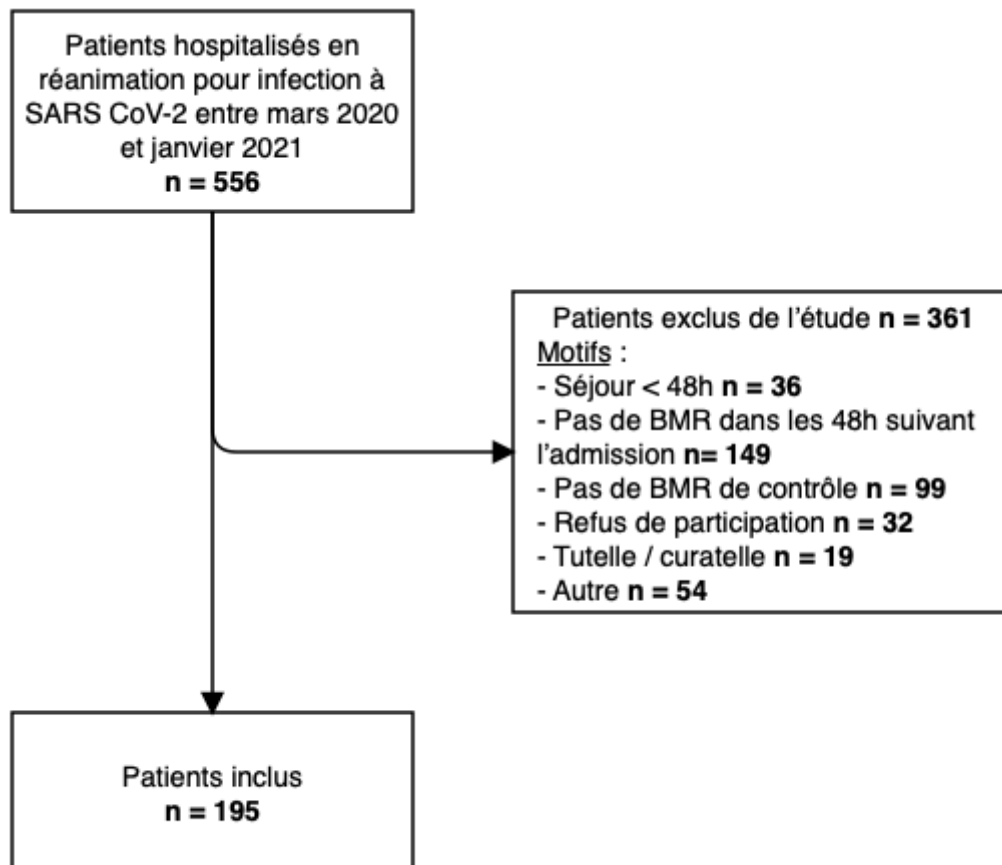 Patients hospitalisés en
réanimation pour infection à
SARS CoV-2 entre mars 2020
et janvier 2021
n = 556
Patients exclus de l'étude n = 361
Motifs :
- Séjour < 48h n = 36
- Pas de BMR dans les 48h suivant
l'admission n= 149
- Pas de BMR de contrôle n = 99
- Refus de participation n = 32
- Tutelle / curatelle n = 19
- Autre n = 54
Patients inclus
n = 195